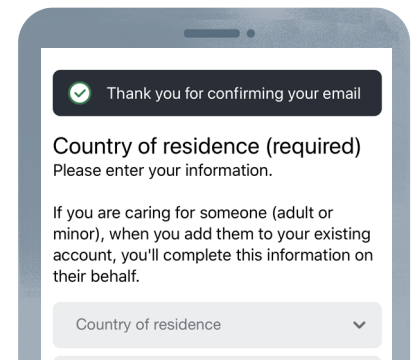 Thank you for confirming your email
Country of residence (required)
Please enter your information.
If you are caring for someone (adult or
minor), when you add them to your existing
account, you'll complete this information on
their behalf.
Country of residence